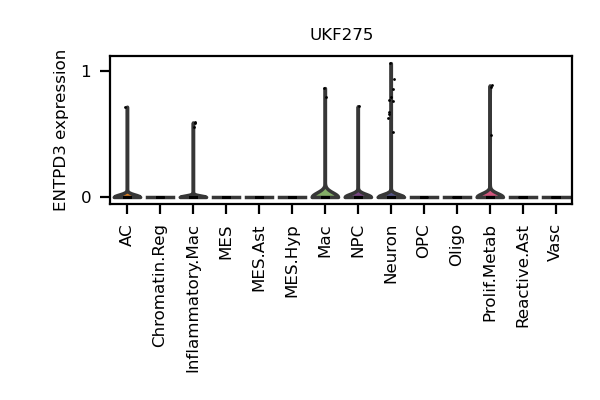 UKF275
ENTPD3 expression
1
0
AC
Chromatin.Reg
Inflammatory.Mac
MES
MES.Ast
MES.Hyp
Mac
NPC
Neuron
OPC
Oligo
Prolif.Metab
Reactive.Ast
Vasc